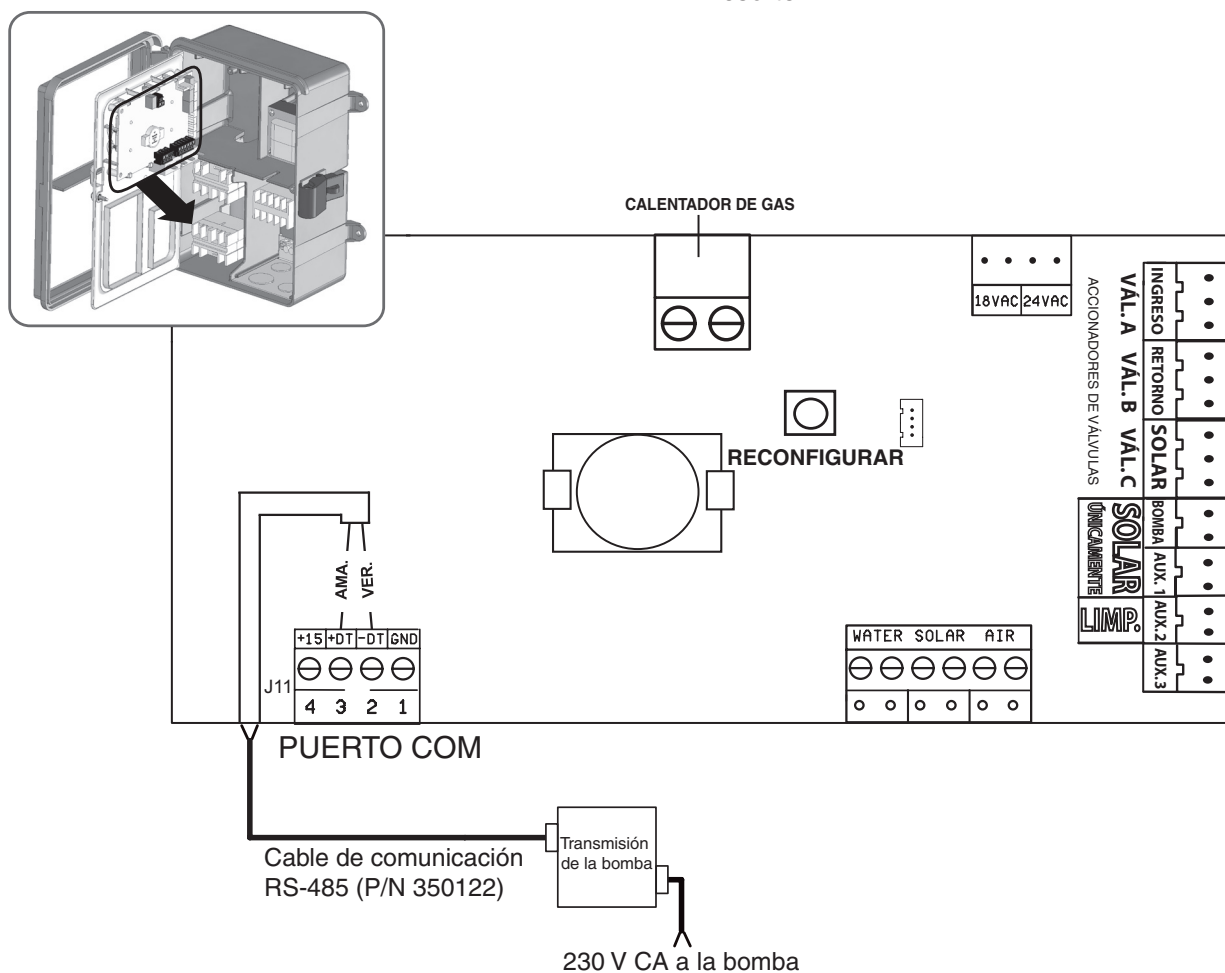 CALENTADOR DE GAS
18VAC 24VAC
INGRESO
RETORNO
SOLAR
BOMBA
AUX. 1
AUX.2
AUX.3
VÁL. A VÁL. B VÁL. C
ACCIONADORES DE VÁLVULAS
SOLAR
ÚNICAMENTE
LIMP.
RECONFIGURAR
AMA.
VER.
+15 +DT -DT GND
J11
4 3 2 1
WATER SOLAR AIR
PUERTO COM
Cable de comunicación
RS-485 (P/N 350122)
Transmisión
de la bomba
230 V CA a la bomba